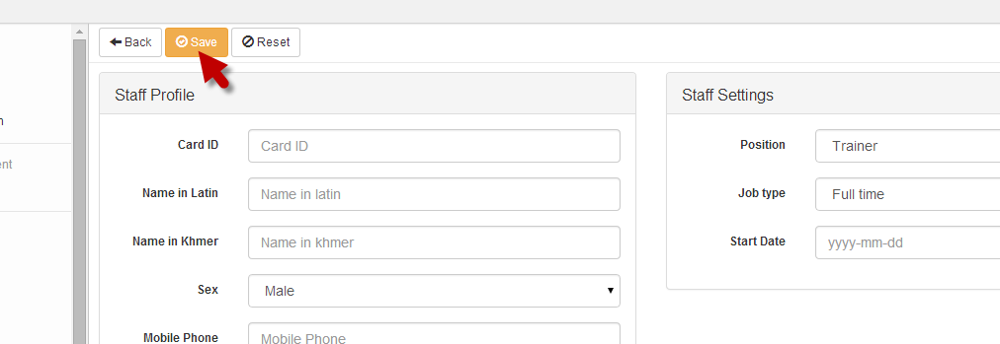 Back Save Reset
Staff Profile
Card ID Card ID
Name in Latin Name in latin
Name in Khmer Name in khmer
Sex Male
Mobile Phone Mobile Phone
Staff Settings
Position Trainer
Job type Full time
Start Date yyyy-mm-dd